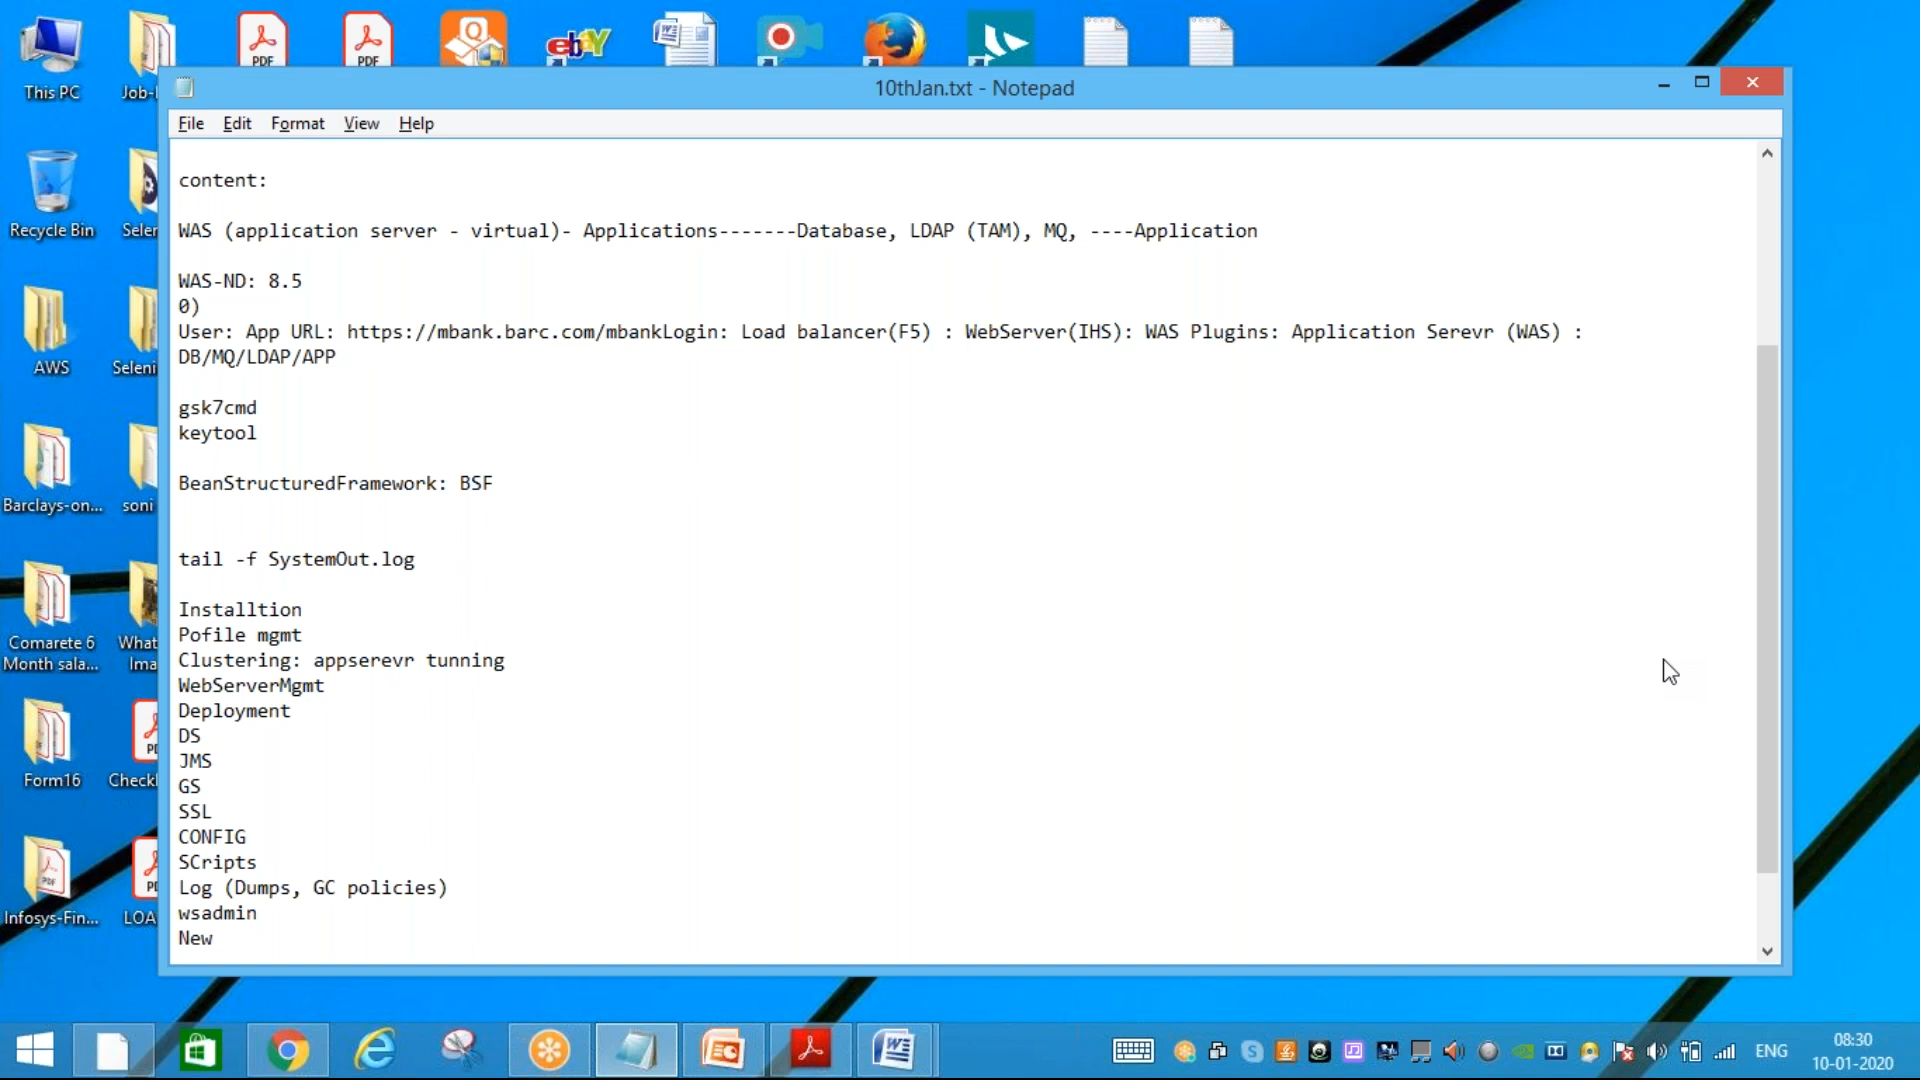 PDF
PDF
ebY
This PC
Job-
10thJan.txt - Notepad
File Edit Format View Help
content:
WAS (application server - virtual)- Applications-------Database, LDAP (TAM), MQ, ----Application
WAS-ND: 8.5
0)
User: App URL: https://mbank.barc.com/mbankLogin: Load balancer(F5) : WebServer(IHS): WAS Plugins: Application Serevr (WAS) :
DB/MQ/LDAP/APP
gsk7cmd
keytool
BeanStructuredFramework: BSF
tail -f SystemOut.log
Installtion
Pofile mgmt
Clustering: appserevr tunning
WebServerMgmt
Deployment
DS
JMS
GS
SSL
CONFIG
SCripts
Log (Dumps, GC policies)
wsadmin
New
Recycle Bin
Seler
AWS
Seleni
Barclays-on...
soni
Comarete 6
Month sala...
What
Ima
Form16
Checkl
Infosys-Fin...
LOA
ENG
08:30
10-01-2020